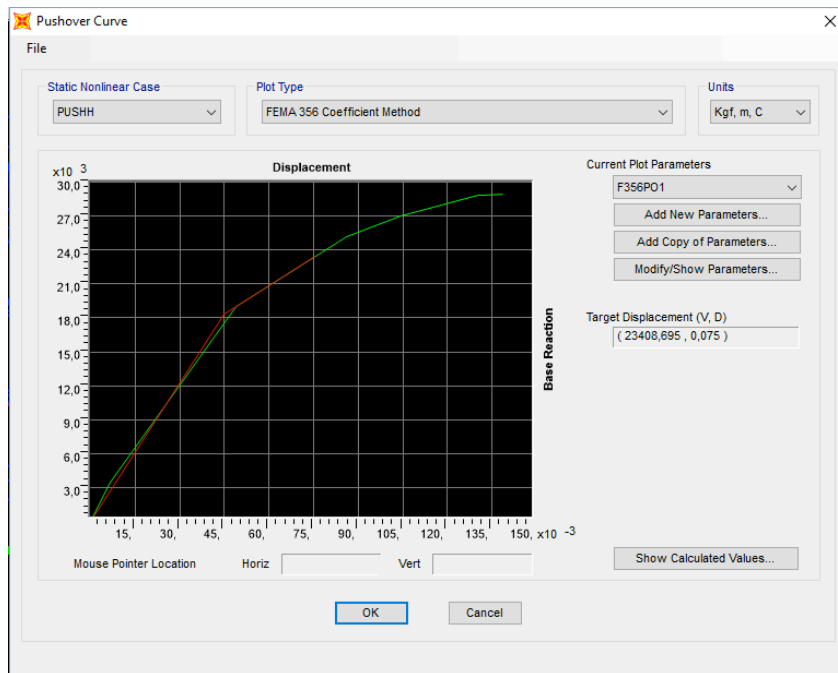 Pushover Curve
File
Static Nonlinear Case
PUSHH
Plot Type
FEMA 356 Coefficient Method
Units
Kgf, m, C
Displacement
x10 3
30,0
27,0
24,0
21,0
18,0
15,0
12,0
9,0
6,0
3,0
15, 30, 45, 60, 75, 90, 105, 120, 135, 150, x10 -3
Base Reaction
Mouse Pointer Location Horiz Vert
Current Plot Parameters
F356PO1
Add New Parameters...
Add Copy of Parameters...
Modify/Show Parameters...
Target Displacement (V, D)
( 23408,695 , 0,075 )
Show Calculated Values...
OK
Cancel